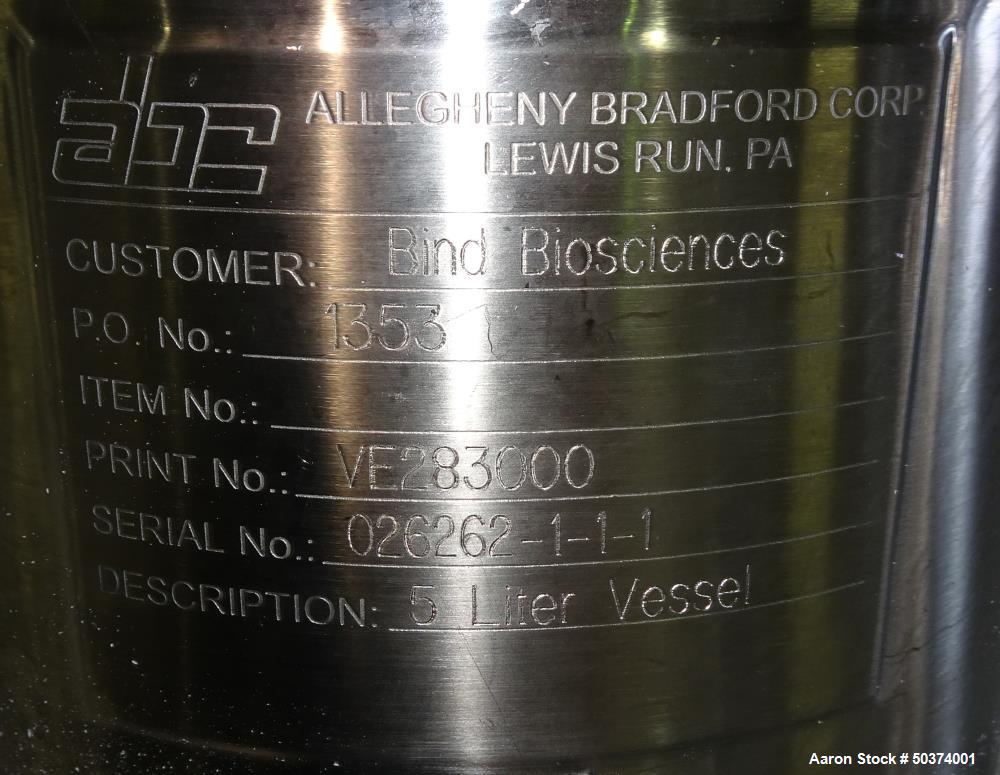 abc ALLEGHENY BRADFORD CORP.
LEWIS RUN, PA
CUSTOMER: Bind Biosciences
P.O. No.: 1353
ITEM No.:
PRINT No.: VE283000
SERIAL No.: 026262-1-1-1
DESCRIPTION: 5 Liter Vessel
Aaron Stock # 50374001